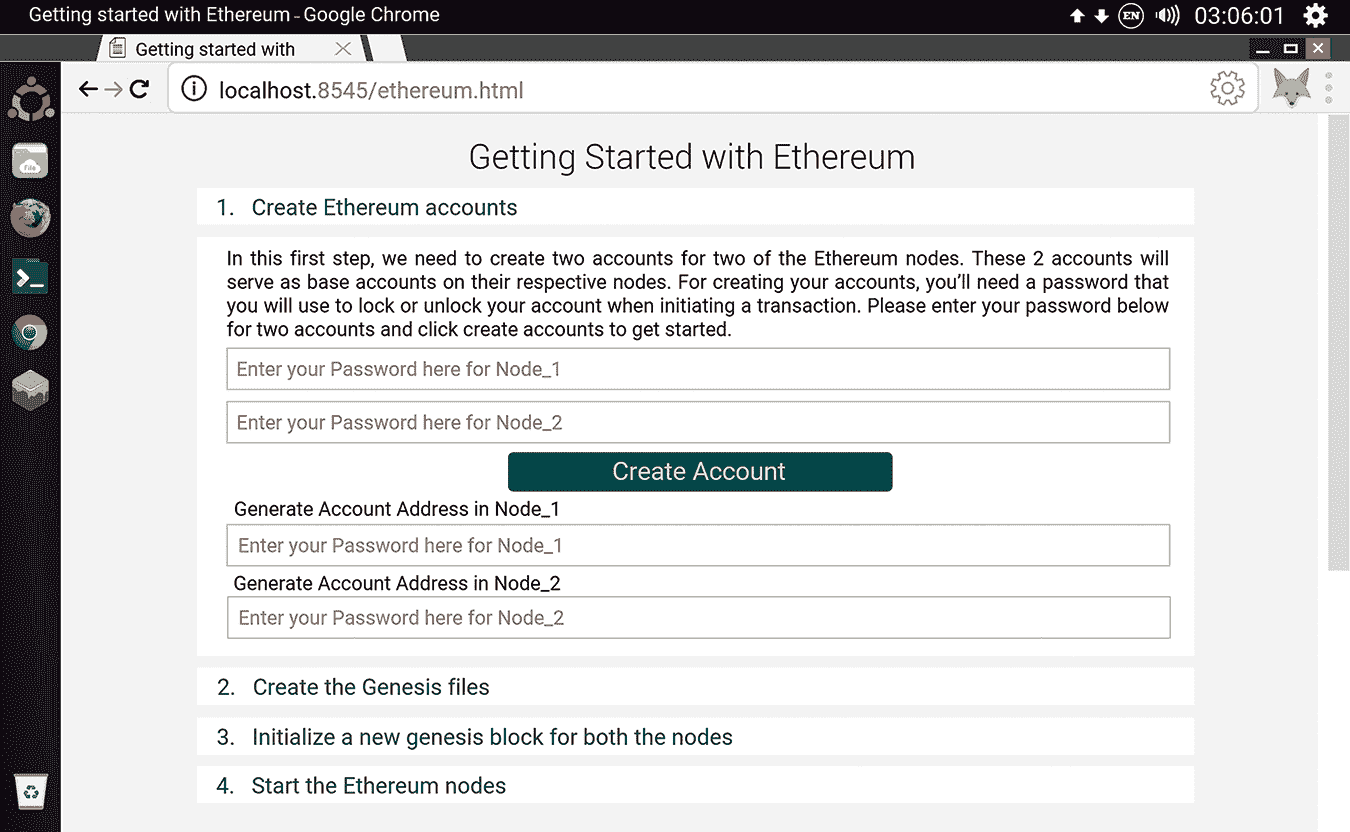 Getting started with Ethereum - Google Chrome
EN
03:06:01
Getting started with
localhost.8545/ethereum.html
Getting Started with Ethereum
1. Create Ethereum accounts
In this first step, we need to create two accounts for two of the Ethereum nodes. These 2 accounts will
serve as base accounts on their respective nodes. For creating your accounts, you’ll need a password that
you will use to lock or unlock your account when initiating a transaction. Please enter your password below
for two accounts and click create accounts to get started.
Enter your Password here for Node_1
Enter your Password here for Node_2
Create Account
Generate Account Address in Node_1
Enter your Password here for Node_1
Generate Account Address in Node_2
Enter your Password here for Node_2
2. Create the Genesis files
3. Initialize a new genesis block for both the nodes
4. Start the Ethereum nodes
file